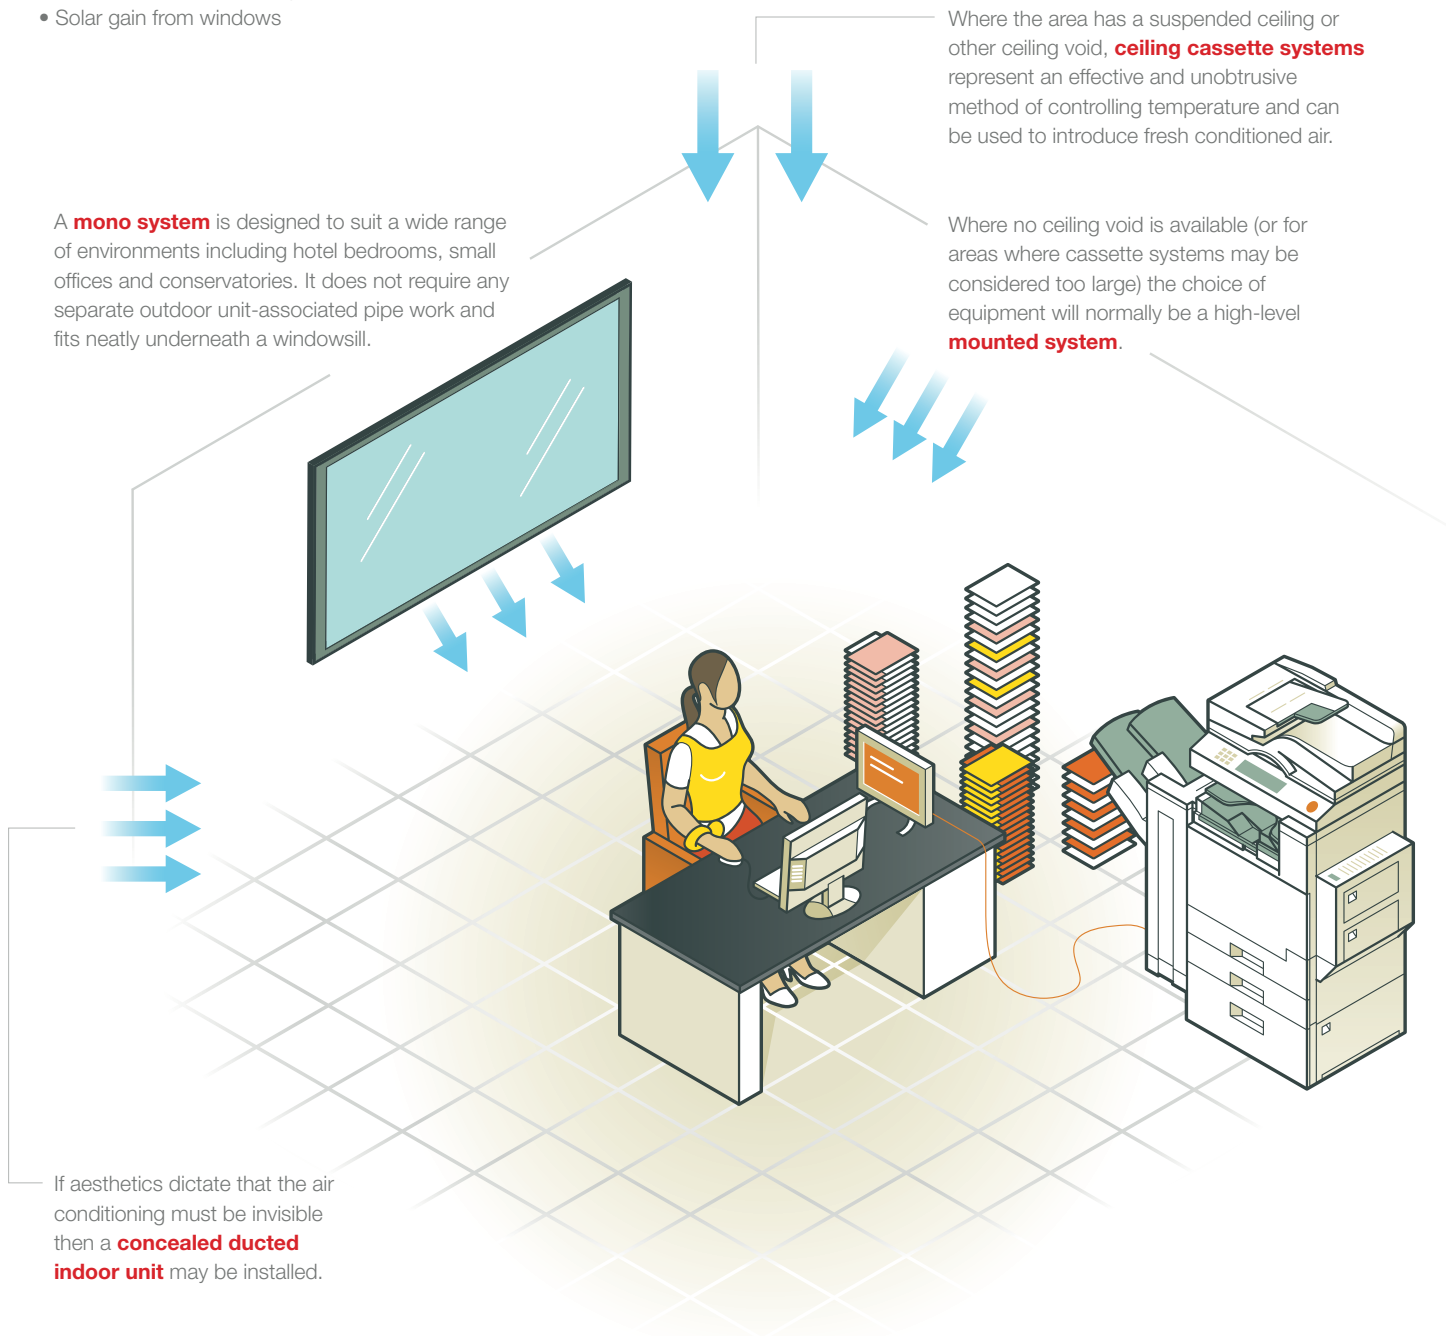 • Solar gain from windows
Where the area has a suspended ceiling or
other ceiling void, ceiling cassette systems
represent an effective and unobtrusive
method of controlling temperature and can
be used to introduce fresh conditioned air.
A mono system is designed to suit a wide range
of environments including hotel bedrooms, small
offices and conservatories. It does not require any
separate outdoor unit-associated pipe work and
fits neatly underneath a windowsill.
Where no ceiling void is available (or for
areas where cassette systems may be
considered too large) the choice of
equipment will normally be a high-level
mounted system.
If aesthetics dictate that the air
conditioning must be invisible
then a concealed ducted
indoor unit may be installed.